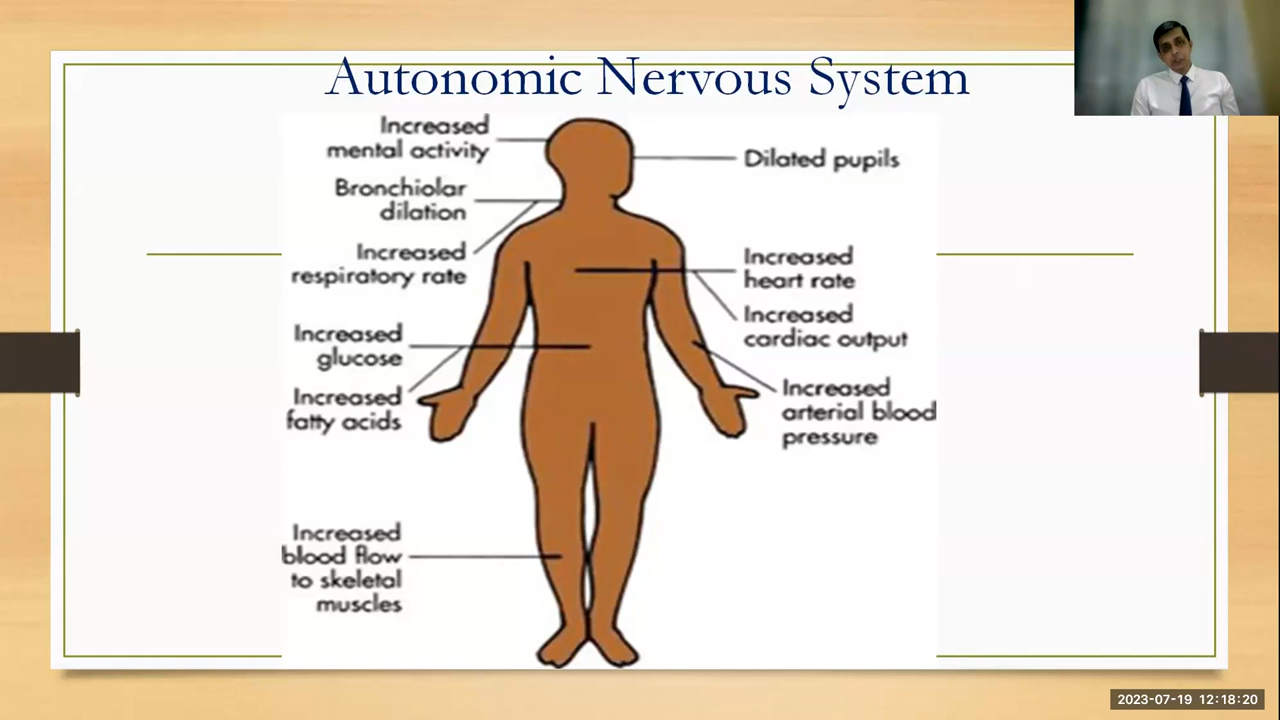 Autonomic Nervous System
Increased
mental activity
Bronchiolar
dilation
Increased
respiratory rate
Increased
glucose
Increased
fatty acids
Increased
blood flow
to skeletal
muscles
Dilated pupils
Increased
heart rate
Increased
cardiac output
Increased
arterial blood
pressure
2023-07-19 12:18:20